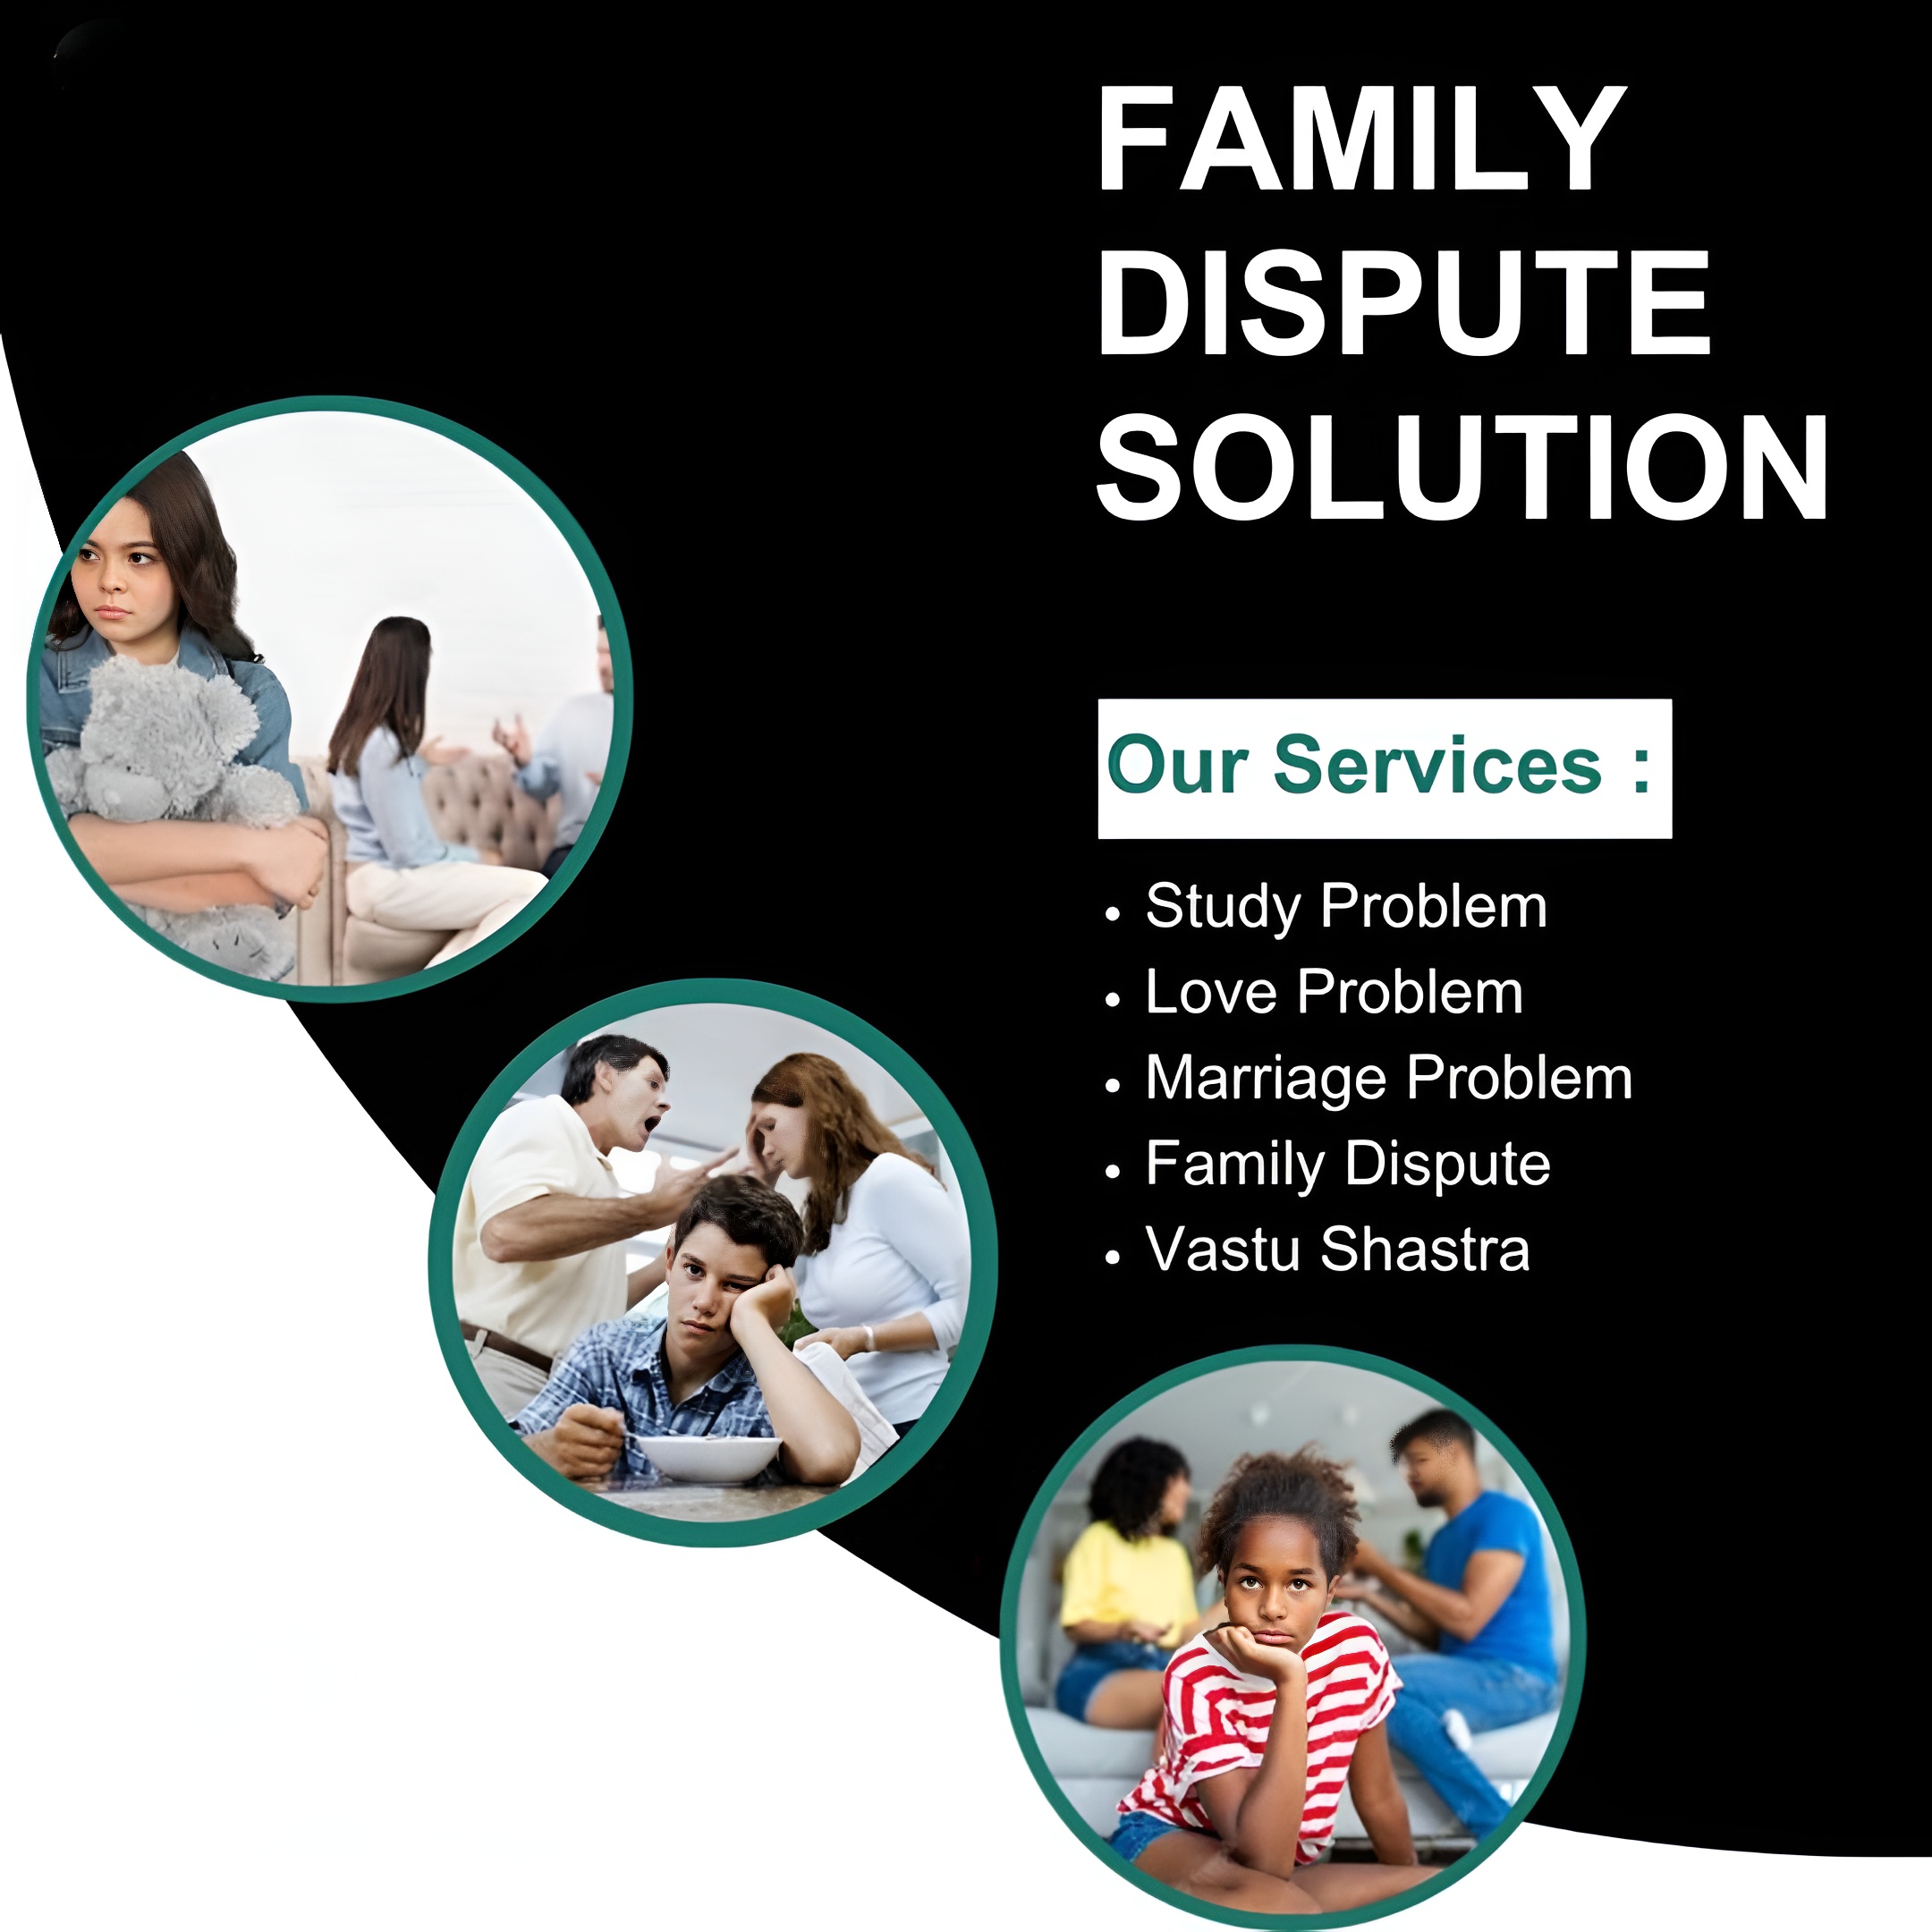 FAMILY
DISPUTE
SOLUTION
Our Services :
• Study Problem
• Love Problem
• Marriage Problem
• Family Dispute
• Vastu Shastra